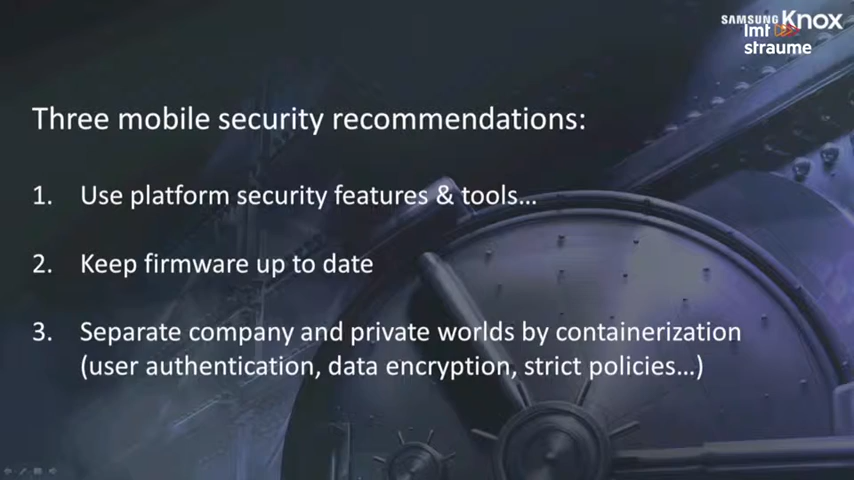 SAMSUNG Knox
lmt
straume
Three mobile security recommendations:
1. Use platform security features & tools...
2. Keep firmware up to date
3. Separate company and private worlds by containerization
(user authentication, data encryption, strict policies...)